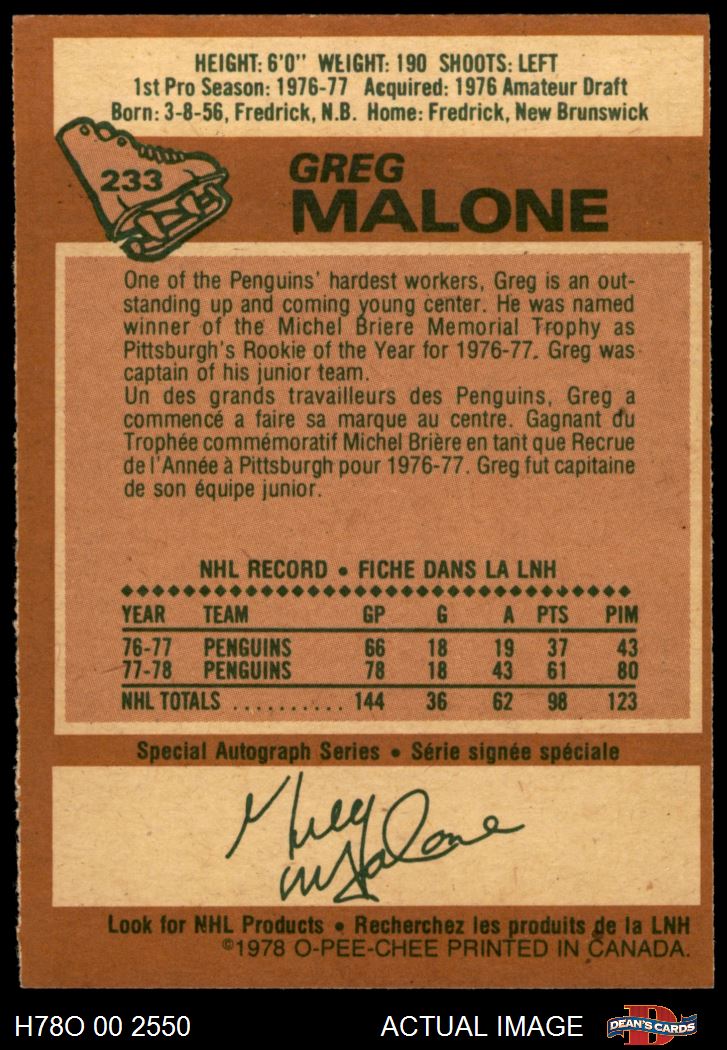 HEIGHT: 6'0" WEIGHT: 190 SHOOTS: LEFT
1st Pro Season: 1976-77 Acquired: 1976 Amateur Draft
Born: 3-8-56, Fredrick, N.B. Home: Fredrick, New Brunswick
233
GREG
MALONE
One of the Penguins' hardest workers, Greg is an out-
standing up and coming young center. He was named
winner of the Michel Briere Memorial Trophy as
Pittsburgh's Rookie of the Year for 1976-77. Greg was
captain of his junior team.
Un des grands travailleurs des Penguins, Greg a
commencé a faire sa marque au centre. Gagnant du
Trophée commémoratif Michel Brière en tant que Recrue
de l'Année à Pittsburgh pour 1976-77. Greg fut capitaine
de son équipe junior.
NHL RECORD • FICHE DANS LA LNH
YEAR TEAM GP G A PTS PIM
76-77 PENGUINS 66 18 19 37 43
77-78 PENGUINS 78 18 43 61 80
NHL TOTALS .......... 144 36 62 98 123
Special Autograph Series • Série signée spéciale
Greg
Malone
Look for NHL Products • Recherchez les produits de la LNH
©1978 O-PEE-CHEE PRINTED IN CANADA.
H78O 00 2550 ACTUAL IMAGE DEAN'S CARDS